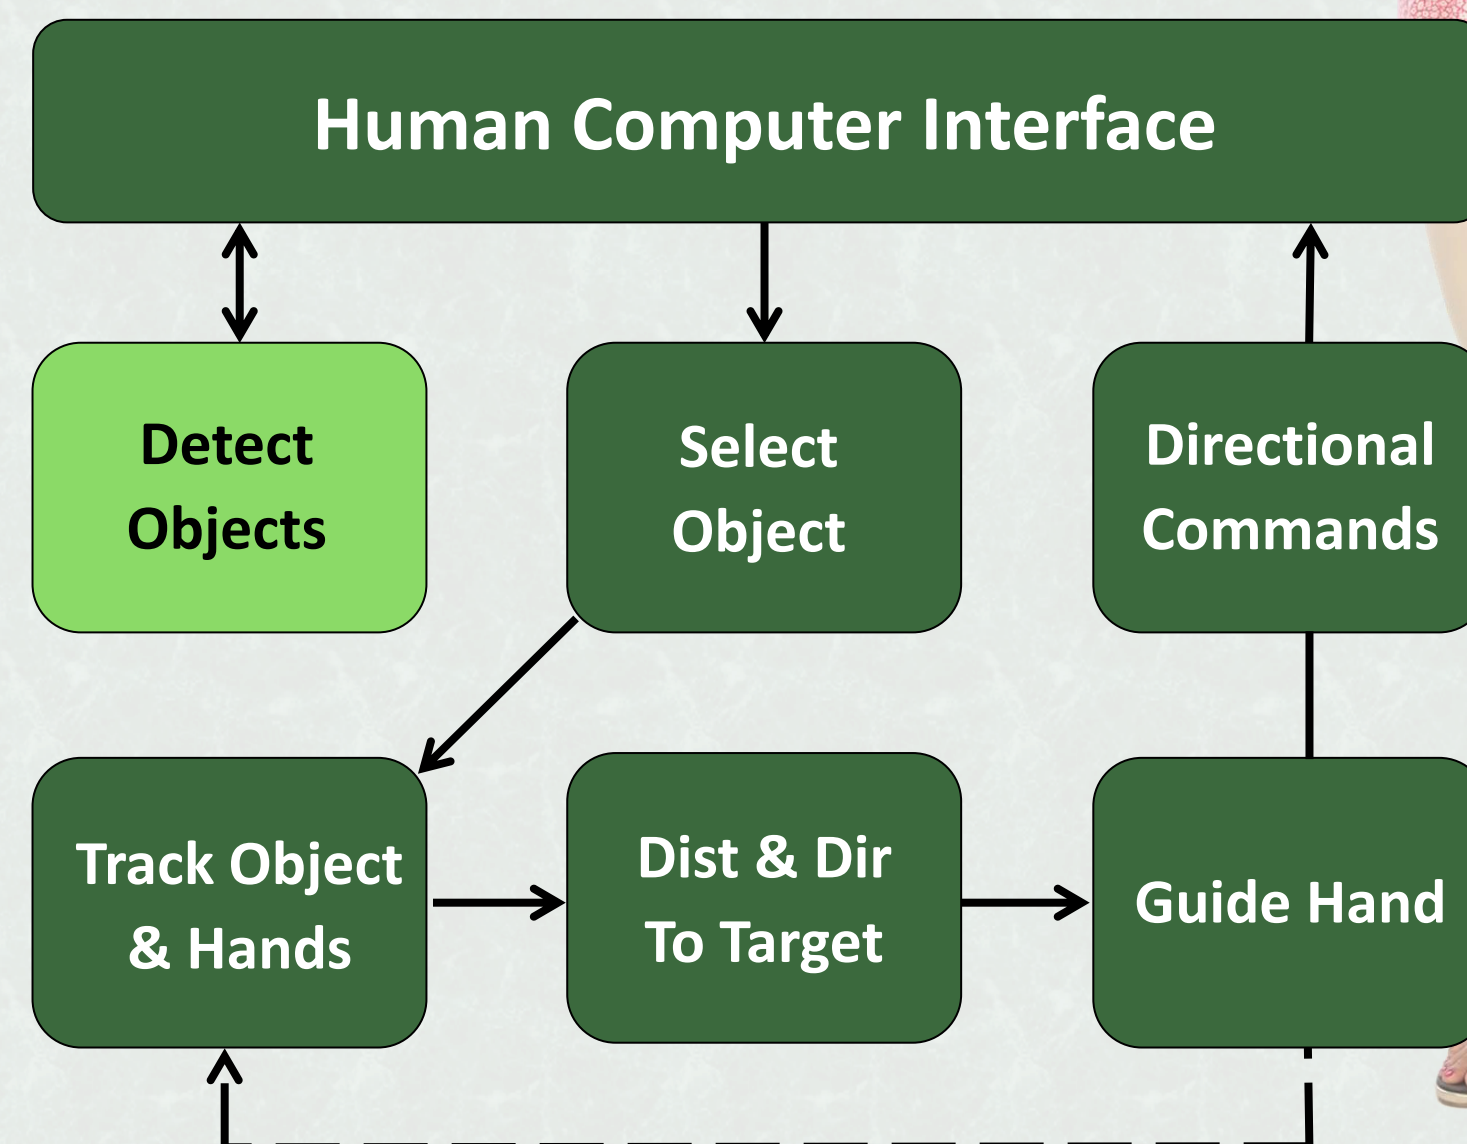 Human Computer Interface
Detect
Objects
Select
Object
Directional
Commands
Track Object
& Hands
Dist & Dir
To Target
Guide Hand